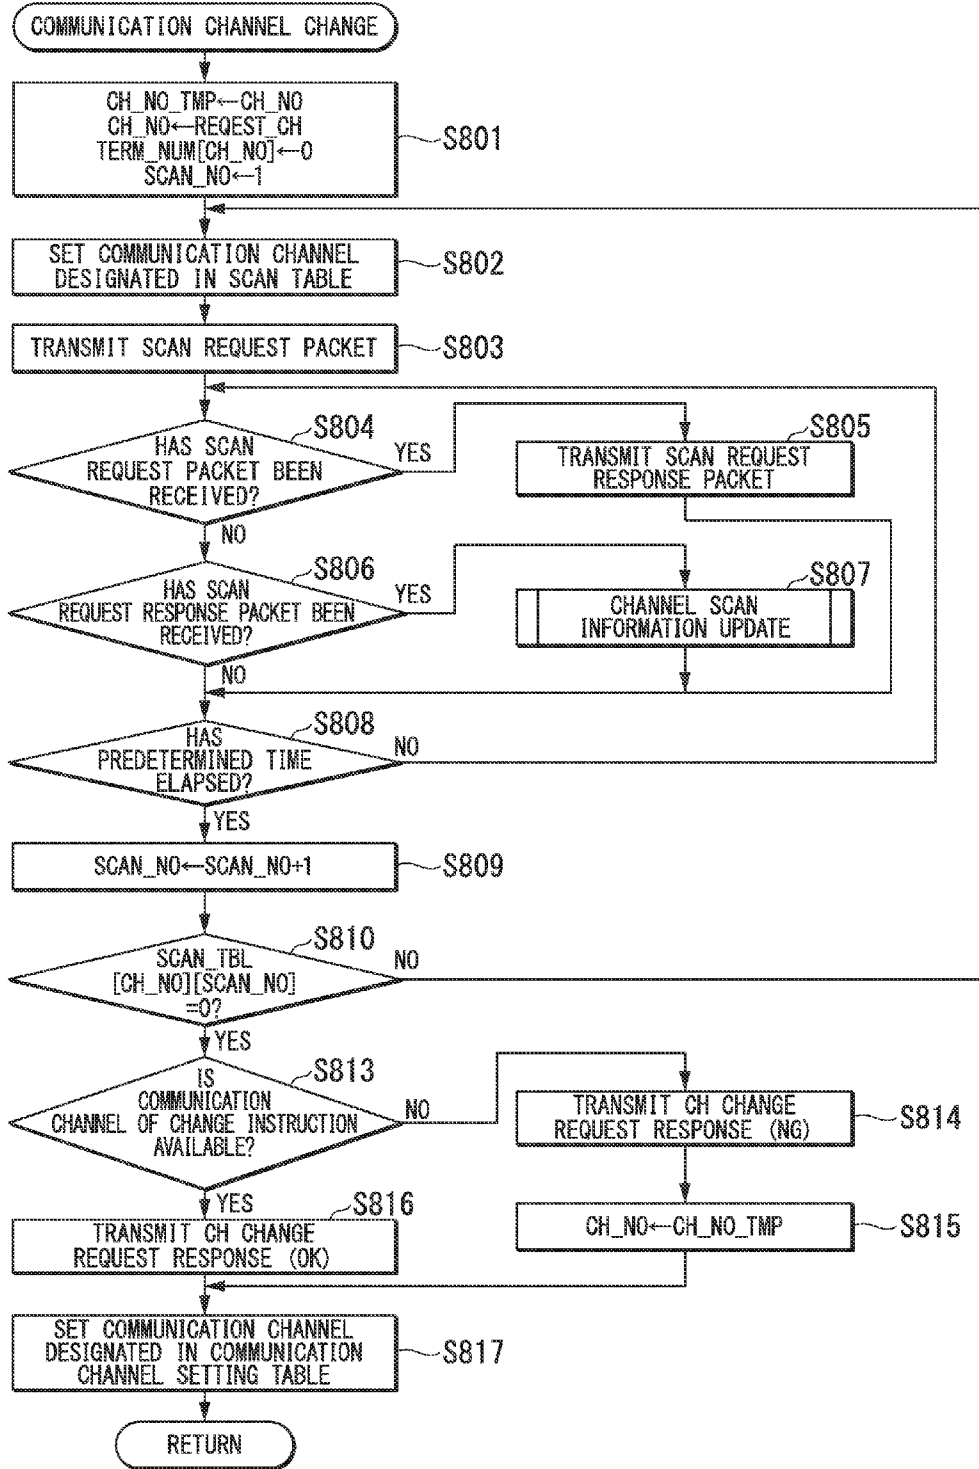 COMMUNICATION CHANNEL CHANGE
CH_NO_TMP←CH_NO
CH_NO←REQEST_CH
TERM_NUM[CH_NO]←0
SCAN_NO←1
S801
SET COMMUNICATION CHANNEL
DESIGNATED IN SCAN TABLE
S802
TRANSMIT SCAN REQUEST PACKET
S803
HAS SCAN
REQUEST PACKET BEEN
RECEIVED?
S804
YES
NO
TRANSMIT SCAN REQUEST
RESPONSE PACKET
S805
HAS SCAN
REQUEST RESPONSE PACKET BEEN
RECEIVED?
S806
YES
NO
CHANNEL SCAN
INFORMATION UPDATE
S807
HAS
PREDETERMINED TIME
ELAPSED?
S808
NO
YES
SCAN_NO←SCAN_NO+1
S809
SCAN_TBL
[CH_NO][SCAN_NO]
=0?
S810
NO
YES
IS
COMMUNICATION
CHANNEL OF CHANGE INSTRUCTION
AVAILABLE?
S813
NO
YES
TRANSMIT CH CHANGE
REQUEST RESPONSE (NG)
S814
CH_NO←CH_NO_TMP
S815
TRANSMIT CH CHANGE
REQUEST RESPONSE (OK)
S816
SET COMMUNICATION CHANNEL
DESIGNATED IN COMMUNICATION
CHANNEL SETTING TABLE
S817
RETURN